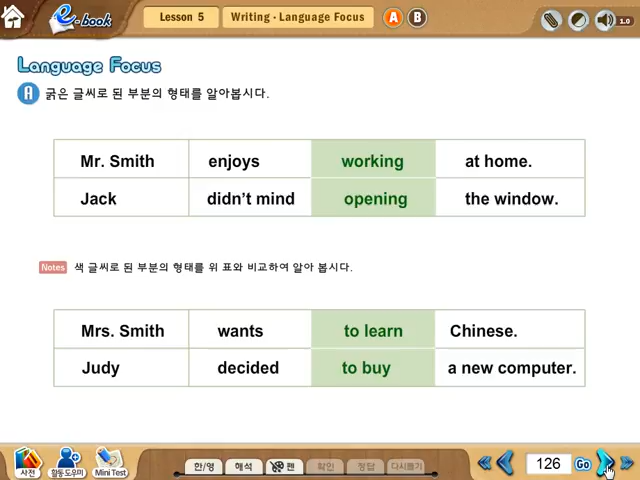 e-book
Lesson 5
Writing · Language Focus
A B
1.0
Language Focus
A 굵은 글씨로 된 부분의 형태를 알아봅시다.
Mr. Smith enjoys working at home.
Jack didn't mind opening the window.
Notes 색 글씨로 된 부분의 형태를 위 표와 비교하여 알아 봅시다.
Mrs. Smith wants to learn Chinese.
Judy decided to buy a new computer.
사전 활동도우미 Mini Test 한/영 해석 펜 확인 정답 다시풀기 126 Go